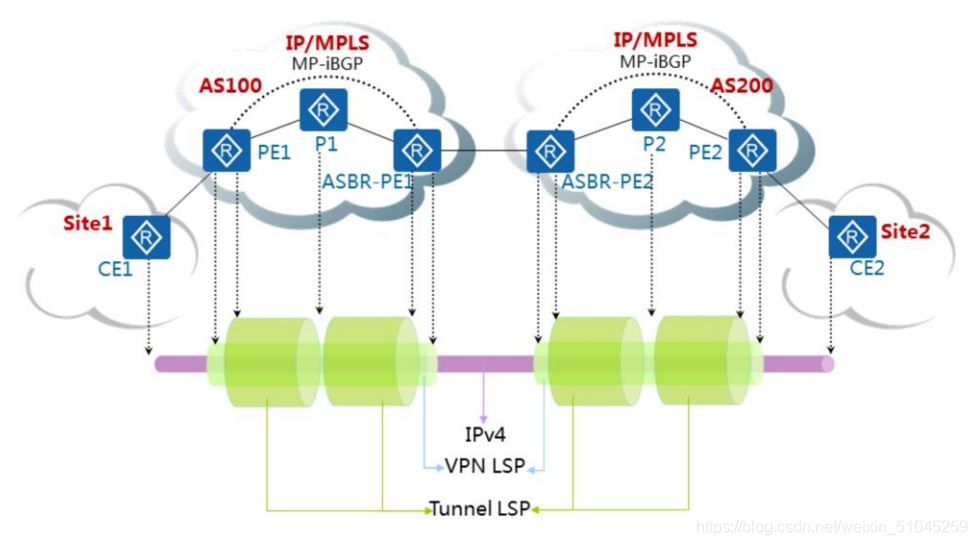 IP/MPLS
MP-iBGP
IP/MPLS
MP-iBGP
AS100
AS200
R
R
R
R
R
R
PE1
P1
ASBR-PE1
ASBR-PE2
P2
PE2
Site1
R
CE1
R
Site2
CE2
IPv4
VPN LSP
Tunnel LSP
https://blog.csdn.net/weixin_51045259